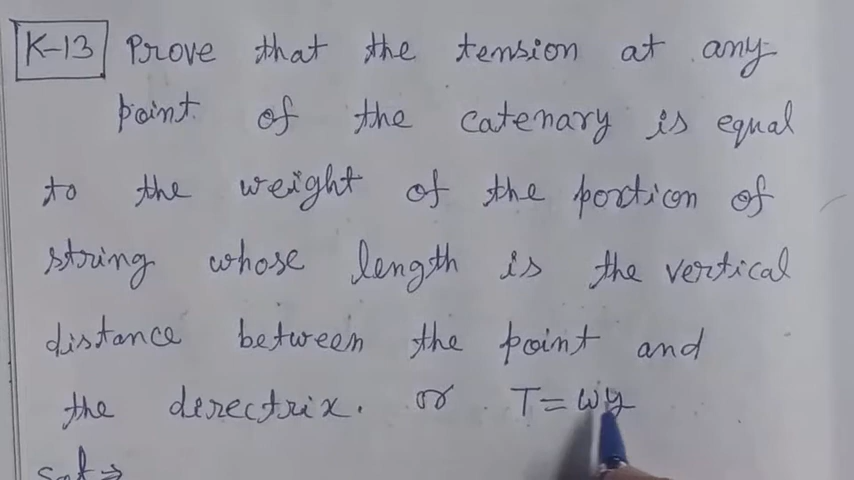 K-13 Prove that the tension at any
point of the catenary is equal
to the weight of the portion of
string whose length is the vertical
distance between the point and
the derectrix. or T=wy
Sol ⇒